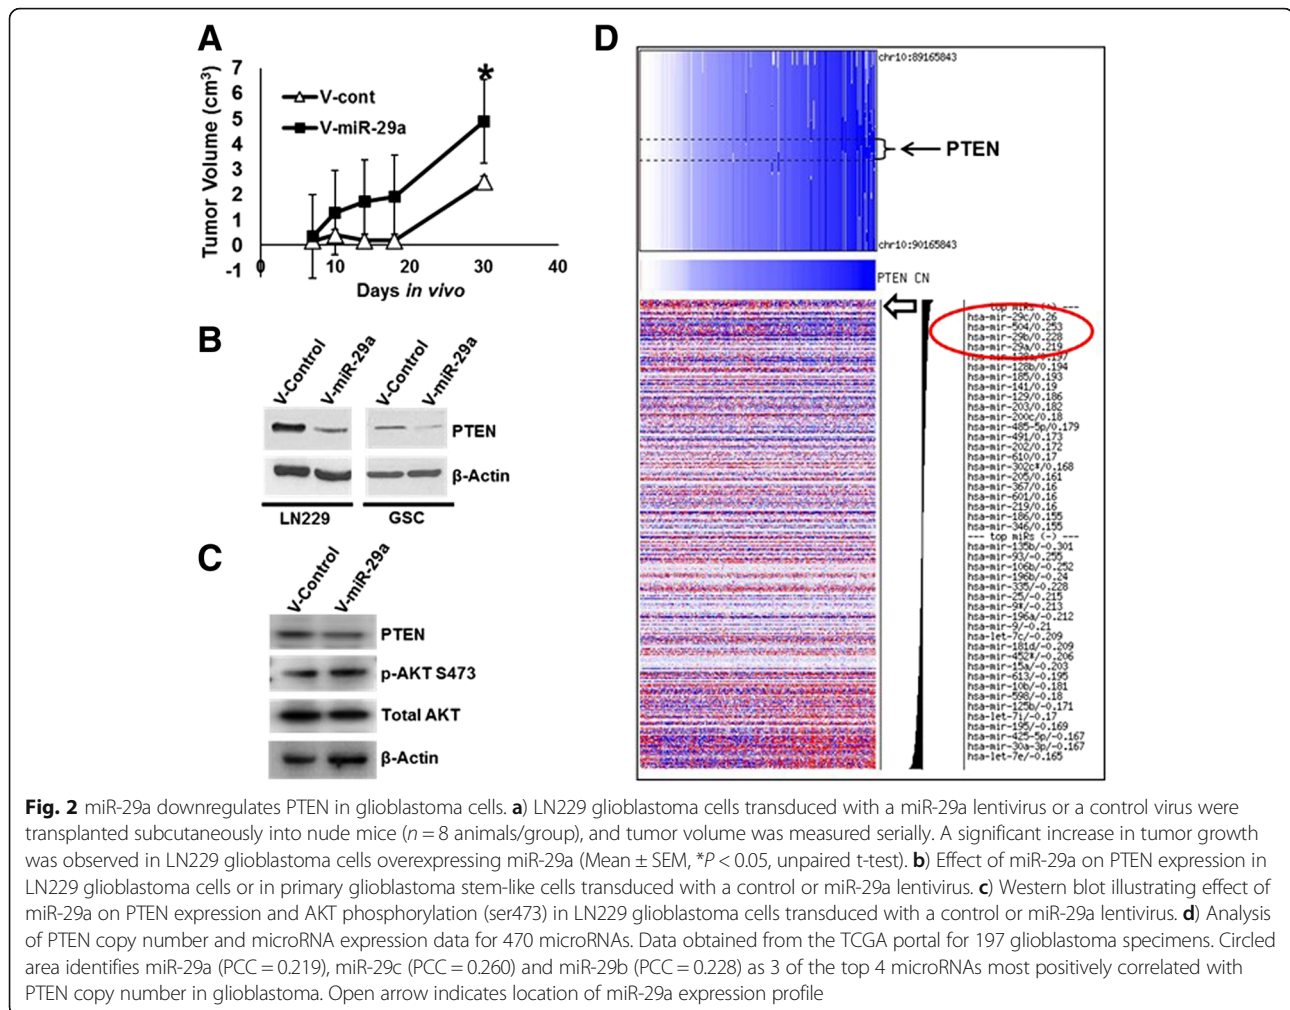 A
Tumor Volume (cm³)
7
6
5
4
3
2
1
0
-1
*
V-cont
V-miR-29a
0
10
20
30
40
Days in vivo
B
V-Control
V-miR-29a
V-Control
V-miR-29a
PTEN
β-Actin
LN229
GSC
C
V-Control
V-miR-29a
PTEN
p-AKT S473
Total AKT
β-Actin
D
chr10:89165843
PTEN
chr10:90165843
PTEN CN
--- top miRs (+) ---
hsa-mir-29c/0.26
hsa-mir-504/0.253
hsa-mir-29b/0.228
hsa-mir-29a/0.219
hsa-mir-128b/0.194
hsa-mir-185/0.193
hsa-mir-141/0.19
hsa-mir-129/0.186
hsa-mir-203/0.182
hsa-mir-200c/0.18
hsa-mir-485-5p/0.179
hsa-mir-491/0.173
hsa-mir-202/0.172
hsa-mir-610/0.17
hsa-mir-302c*/0.168
hsa-mir-205/0.161
hsa-mir-367/0.16
hsa-mir-601/0.16
hsa-mir-219/0.16
hsa-mir-186/0.155
hsa-mir-346/0.155
--- top miRs (-) ---
hsa-mir-135b/-0.301
hsa-mir-93/-0.255
hsa-mir-106b/-0.252
hsa-mir-196b/-0.24
hsa-mir-335/-0.228
hsa-mir-25/-0.215
hsa-mir-9*/-0.213
hsa-mir-196a/-0.212
hsa-mir-9/-0.21
hsa-let-7c/-0.209
hsa-mir-181d/-0.209
hsa-mir-452*/-0.206
hsa-mir-15a/-0.203
hsa-mir-613/-0.195
hsa-mir-10b/-0.181
hsa-mir-598/-0.18
hsa-mir-125b/-0.171
hsa-let-7i/-0.17
hsa-mir-195/-0.169
hsa-mir-425-5p/-0.167
hsa-mir-30a-3p/-0.167
hsa-let-7e/-0.165
Fig. 2 miR-29a downregulates PTEN in glioblastoma cells. a) LN229 glioblastoma cells transduced with a miR-29a lentivirus or a control virus were
transplanted subcutaneously into nude mice (n = 8 animals/group), and tumor volume was measured serially. A significant increase in tumor growth
was observed in LN229 glioblastoma cells overexpressing miR-29a (Mean ± SEM, *P < 0.05, unpaired t-test). b) Effect of miR-29a on PTEN expression in
LN229 glioblastoma cells or in primary glioblastoma stem-like cells transduced with a control or miR-29a lentivirus. c) Western blot illustrating effect of
miR-29a on PTEN expression and AKT phosphorylation (ser473) in LN229 glioblastoma cells transduced with a control or miR-29a lentivirus. d) Analysis
of PTEN copy number and microRNA expression data for 470 microRNAs. Data obtained from the TCGA portal for 197 glioblastoma specimens. Circled
area identifies miR-29a (PCC = 0.219), miR-29c (PCC = 0.260) and miR-29b (PCC = 0.228) as 3 of the top 4 microRNAs most positively correlated with
PTEN copy number in glioblastoma. Open arrow indicates location of miR-29a expression profile